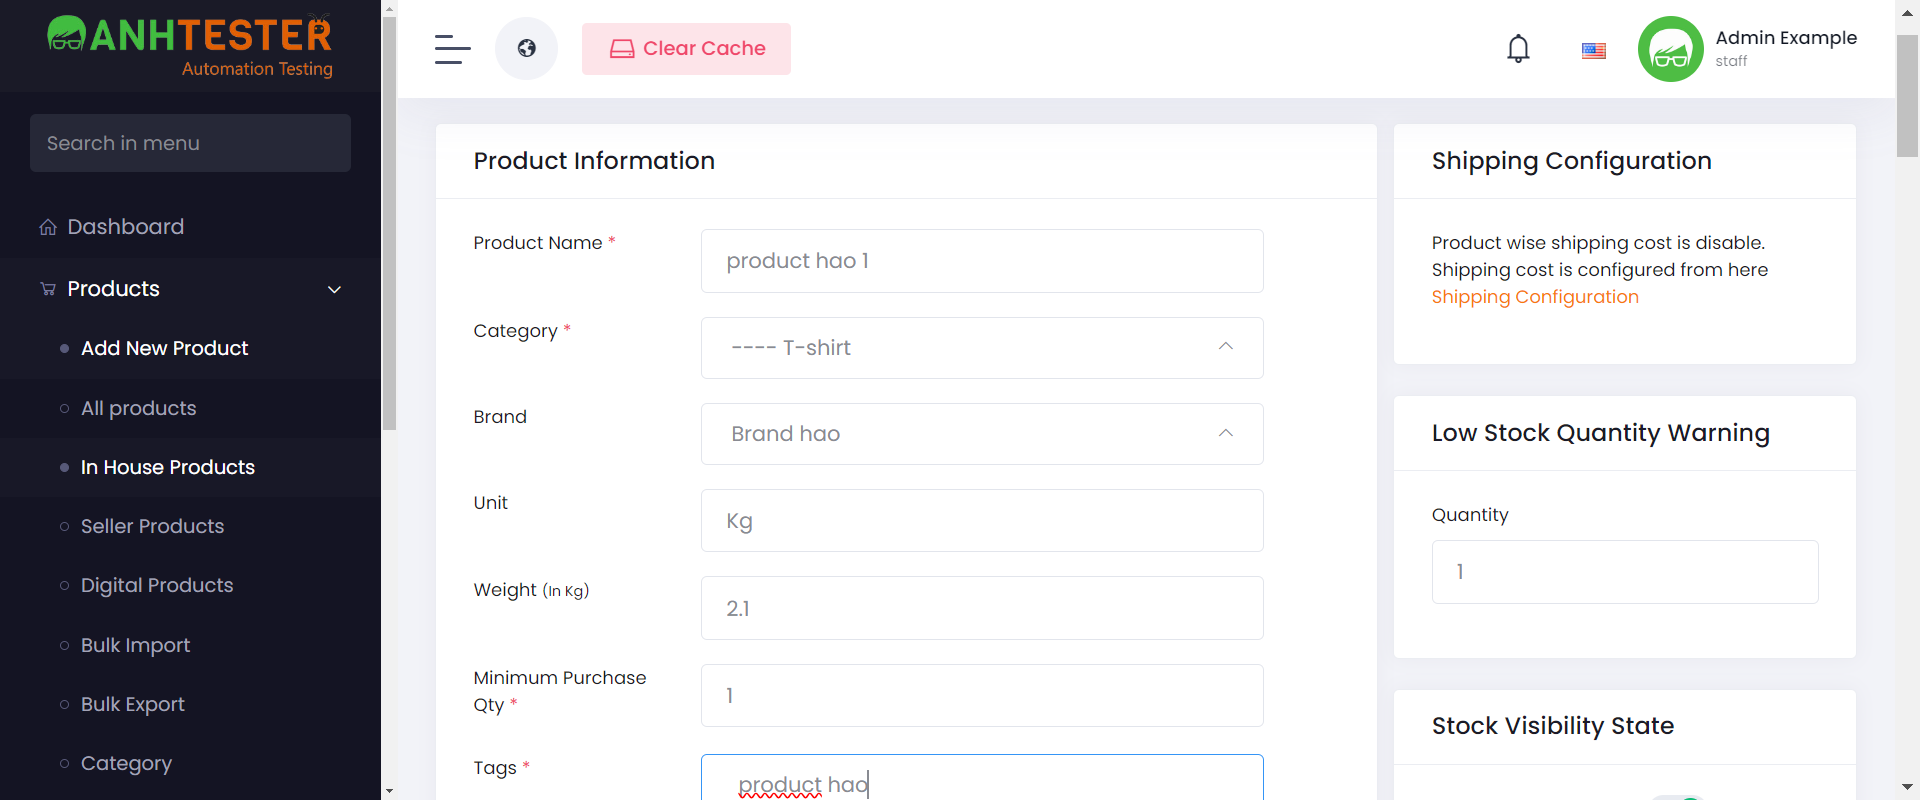 ANHTESTER
Automation Testing
Search in menu
Dashboard
Products
Add New Product
All products
In House Products
Seller Products
Digital Products
Bulk Import
Bulk Export
Category
Clear Cache
Admin Example
staff
Product Information
Product Name *
product hao 1
Category *
---- T-shirt
Brand
Brand hao
Unit
Kg
Weight (In Kg)
2.1
Minimum Purchase
Qty *
1
Tags *
product hao
Shipping Configuration
Product wise shipping cost is disable.
Shipping cost is configured from here
Shipping Configuration
Low Stock Quantity Warning
Quantity
1
Stock Visibility State